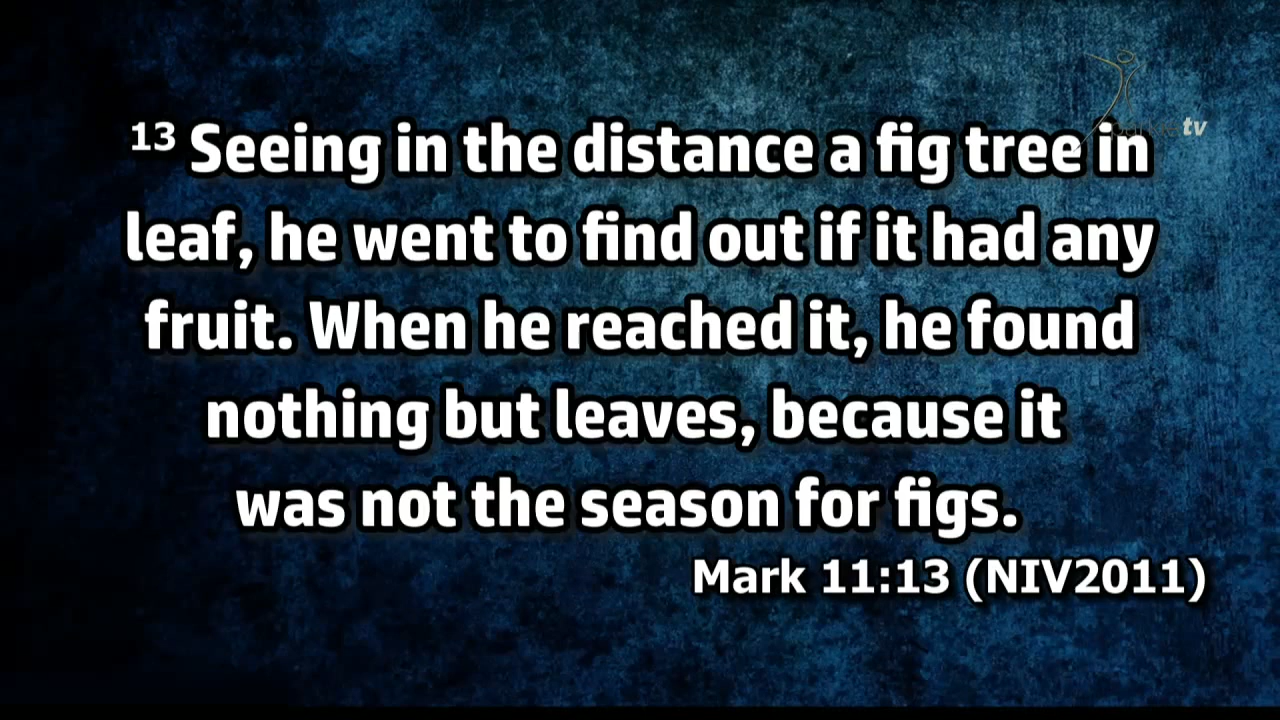 13 Seeing in the distance a fig tree in
leaf, he went to find out if it had any
fruit. When he reached it, he found
nothing but leaves, because it
was not the season for figs.
Mark 11:13 (NIV2011)
tv